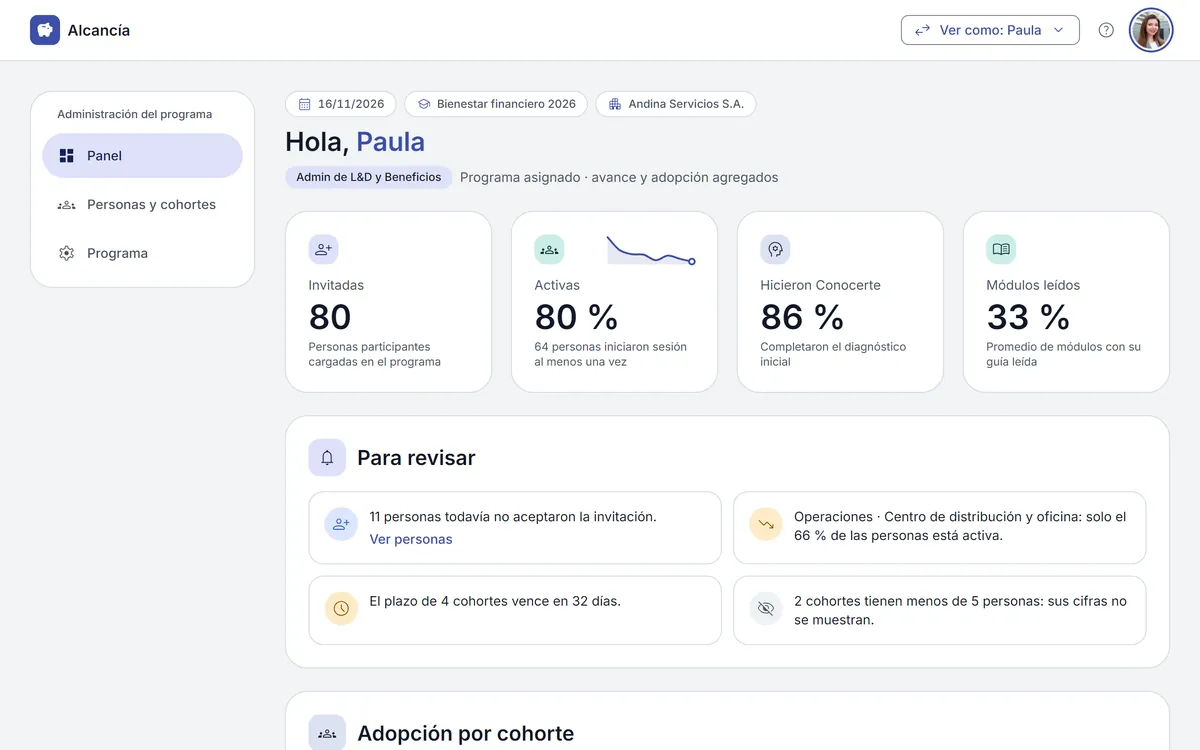 Alcancía
Ver como: Paula
Administración del programa
Panel
Personas y cohortes
Programa
16/11/2026
Bienestar financiero 2026
Andina Servicios S.A.
Hola, Paula
Admin de L&D y Beneficios
Programa asignado · avance y adopción agregados
Invitadas
80
Personas participantes
cargadas en el programa
Activas
80 %
64 personas iniciaron sesión
al menos una vez
Hicieron Conocerte
86 %
Completaron el diagnóstico
inicial
Módulos leídos
33 %
Promedio de módulos con su
guía leída
Para revisar
11 personas todavía no aceptaron la invitación.
Ver personas
Operaciones · Centro de distribución y oficina: solo el
66 % de las personas está activa.
El plazo de 4 cohortes vence en 32 días.
2 cohortes tienen menos de 5 personas: sus cifras no
se muestran.
Adopción por cohorte